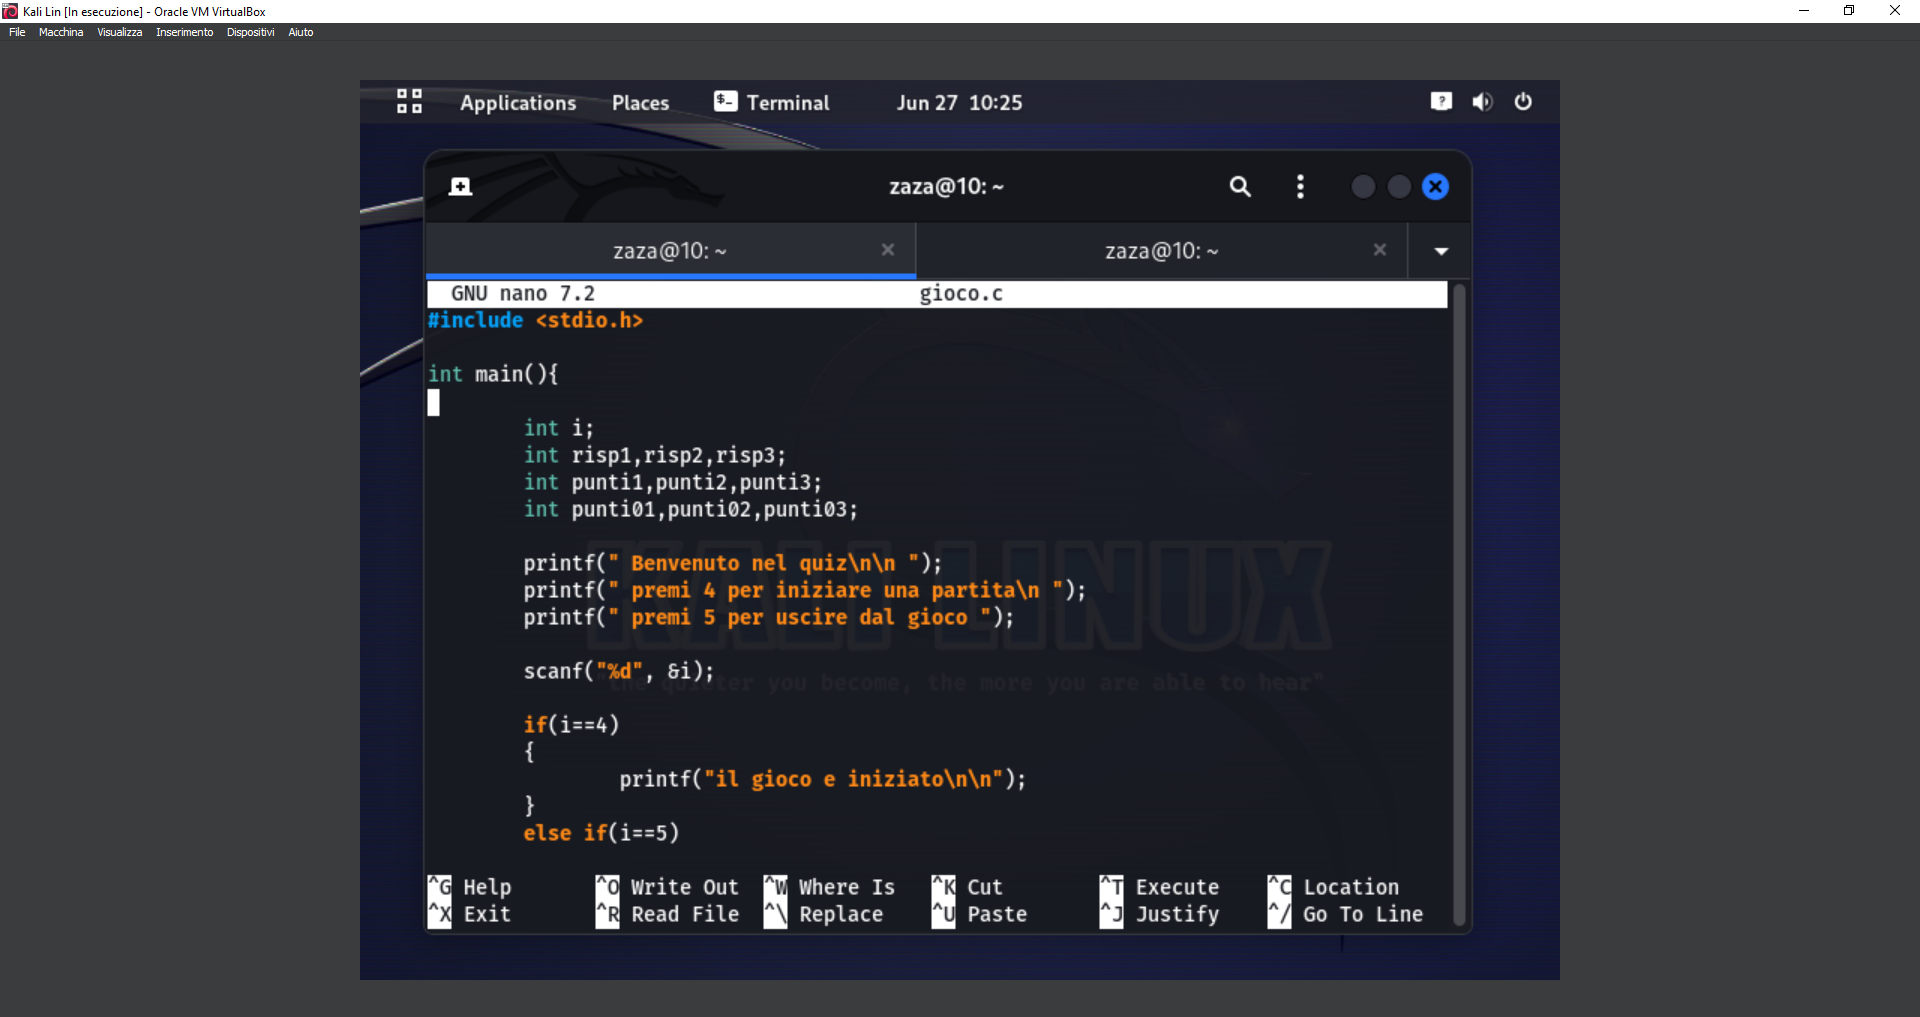 Kali Lin [In esecuzione] - Oracle VM VirtualBox
File Macchina Visualizza Inserimento Dispositivi Aiuto
Applications Places $_ Terminal Jun 27 10:25 ?
zaza@10: ~
zaza@10: ~ zaza@10: ~
GNU nano 7.2 gioco.c
#include <stdio.h>
int main(){
int i;
int risp1,risp2,risp3;
int punti1,punti2,punti3;
int punti01,punti02,punti03;
printf(" Benvenuto nel quiz\n\n ");
printf(" premi 4 per iniziare una partita\n ");
printf(" premi 5 per uscire dal gioco ");
KALI LINUX
scanf("%d", &i);
"the quieter you become, the more you are able to hear"
if(i==4)
{
printf("il gioco e iniziato\n\n");
}
else if(i==5)
^G Help ^O Write Out ^W Where Is ^K Cut ^T Execute ^C Location
^X Exit ^R Read File ^\ Replace ^U Paste ^J Justify ^/ Go To Line